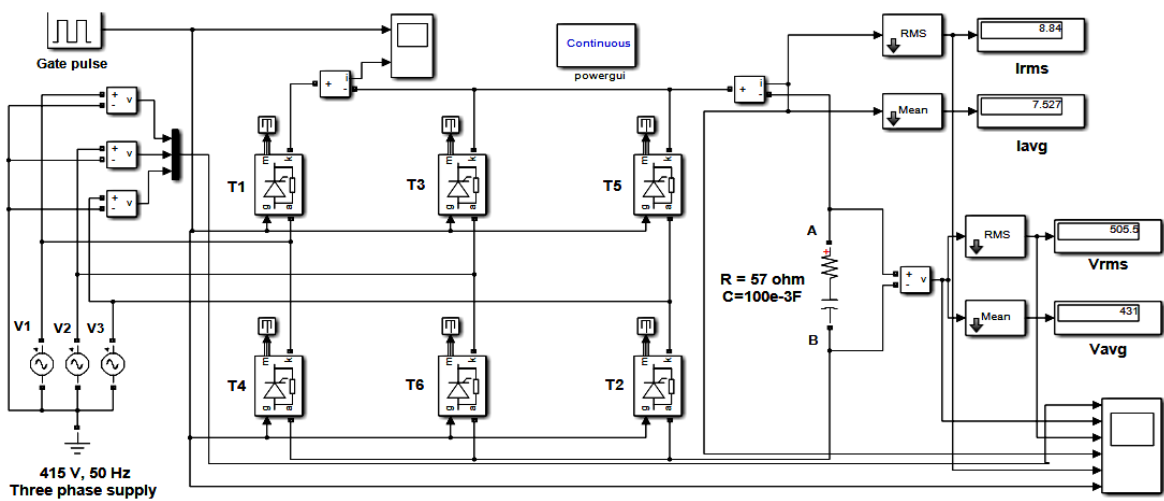 Gate pulse
Continuous
powergui
RMS
8.84
Irms
Mean
7.527
Iavg
+
-
v
+
-
v
+
-
v
+
i
-
+
i
-
m
k
g
a
T1
m
k
g
a
T3
m
k
g
a
T5
A
+
R = 57 ohm
C=100e-3F
B
+
-
v
RMS
505.5
Vrms
Mean
431
Vavg
V1
V2
V3
m
k
g
a
T4
m
k
g
a
T6
m
k
g
a
T2
415 V, 50 Hz
Three phase supply